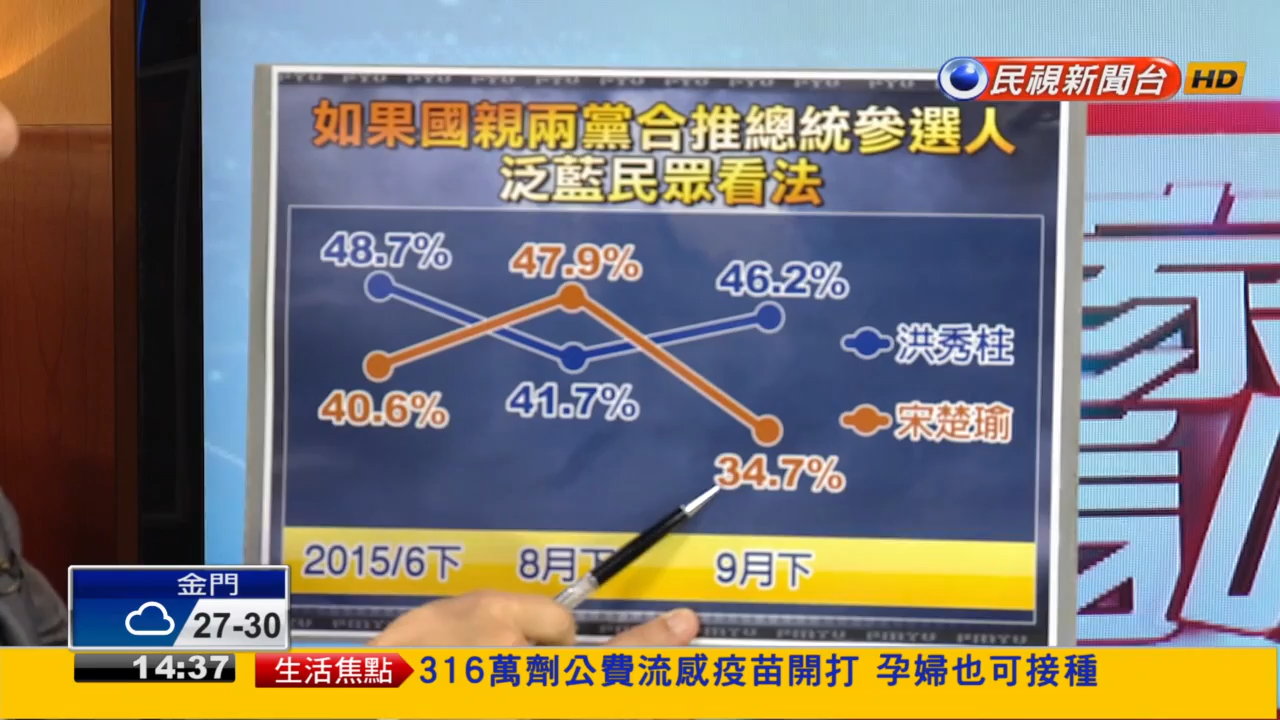 民視新聞台 HD
如果國親兩黨合推總統參選人
泛藍民眾看法
48.7%
47.9%
46.2%
洪秀柱
40.6%
41.7%
宋楚瑜
34.7%
2015/6下
8月下
9月下
金門
27-30
14:37
生活焦點
316萬劑公費流感疫苗開打 孕婦也可接種